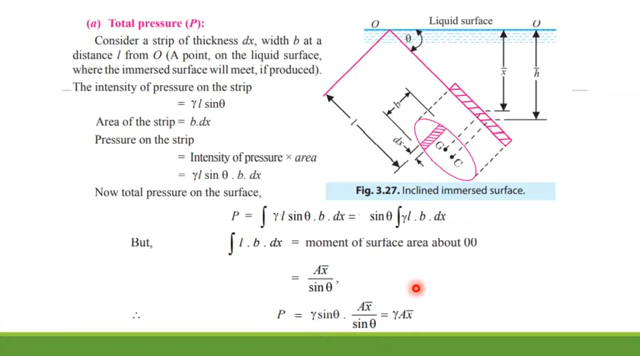 (a) Total pressure (P):
Consider a strip of thickness dx, width b at a
distance l from O (A point, on the liquid surface,
where the immersed surface will meet, if produced).
The intensity of pressure on the strip
= γ l sinθ
Area of the strip = b.dx
Pressure on the strip
= Intensity of pressure × area
= γl sin θ . b. dx
Now total pressure on the surface,
O Liquid surface O
θ
x̄
h̄
l
b
dx
G
C
Fig. 3.27. Inclined immersed surface.
P = ∫ γ l sin θ . b . dx = sinθ ∫ γl . b . dx
But, ∫ l . b . dx = moment of surface area about 00
= Ax̄ / sin θ ,
∴ P = γ sinθ . Ax̄ / sin θ = γAx̄